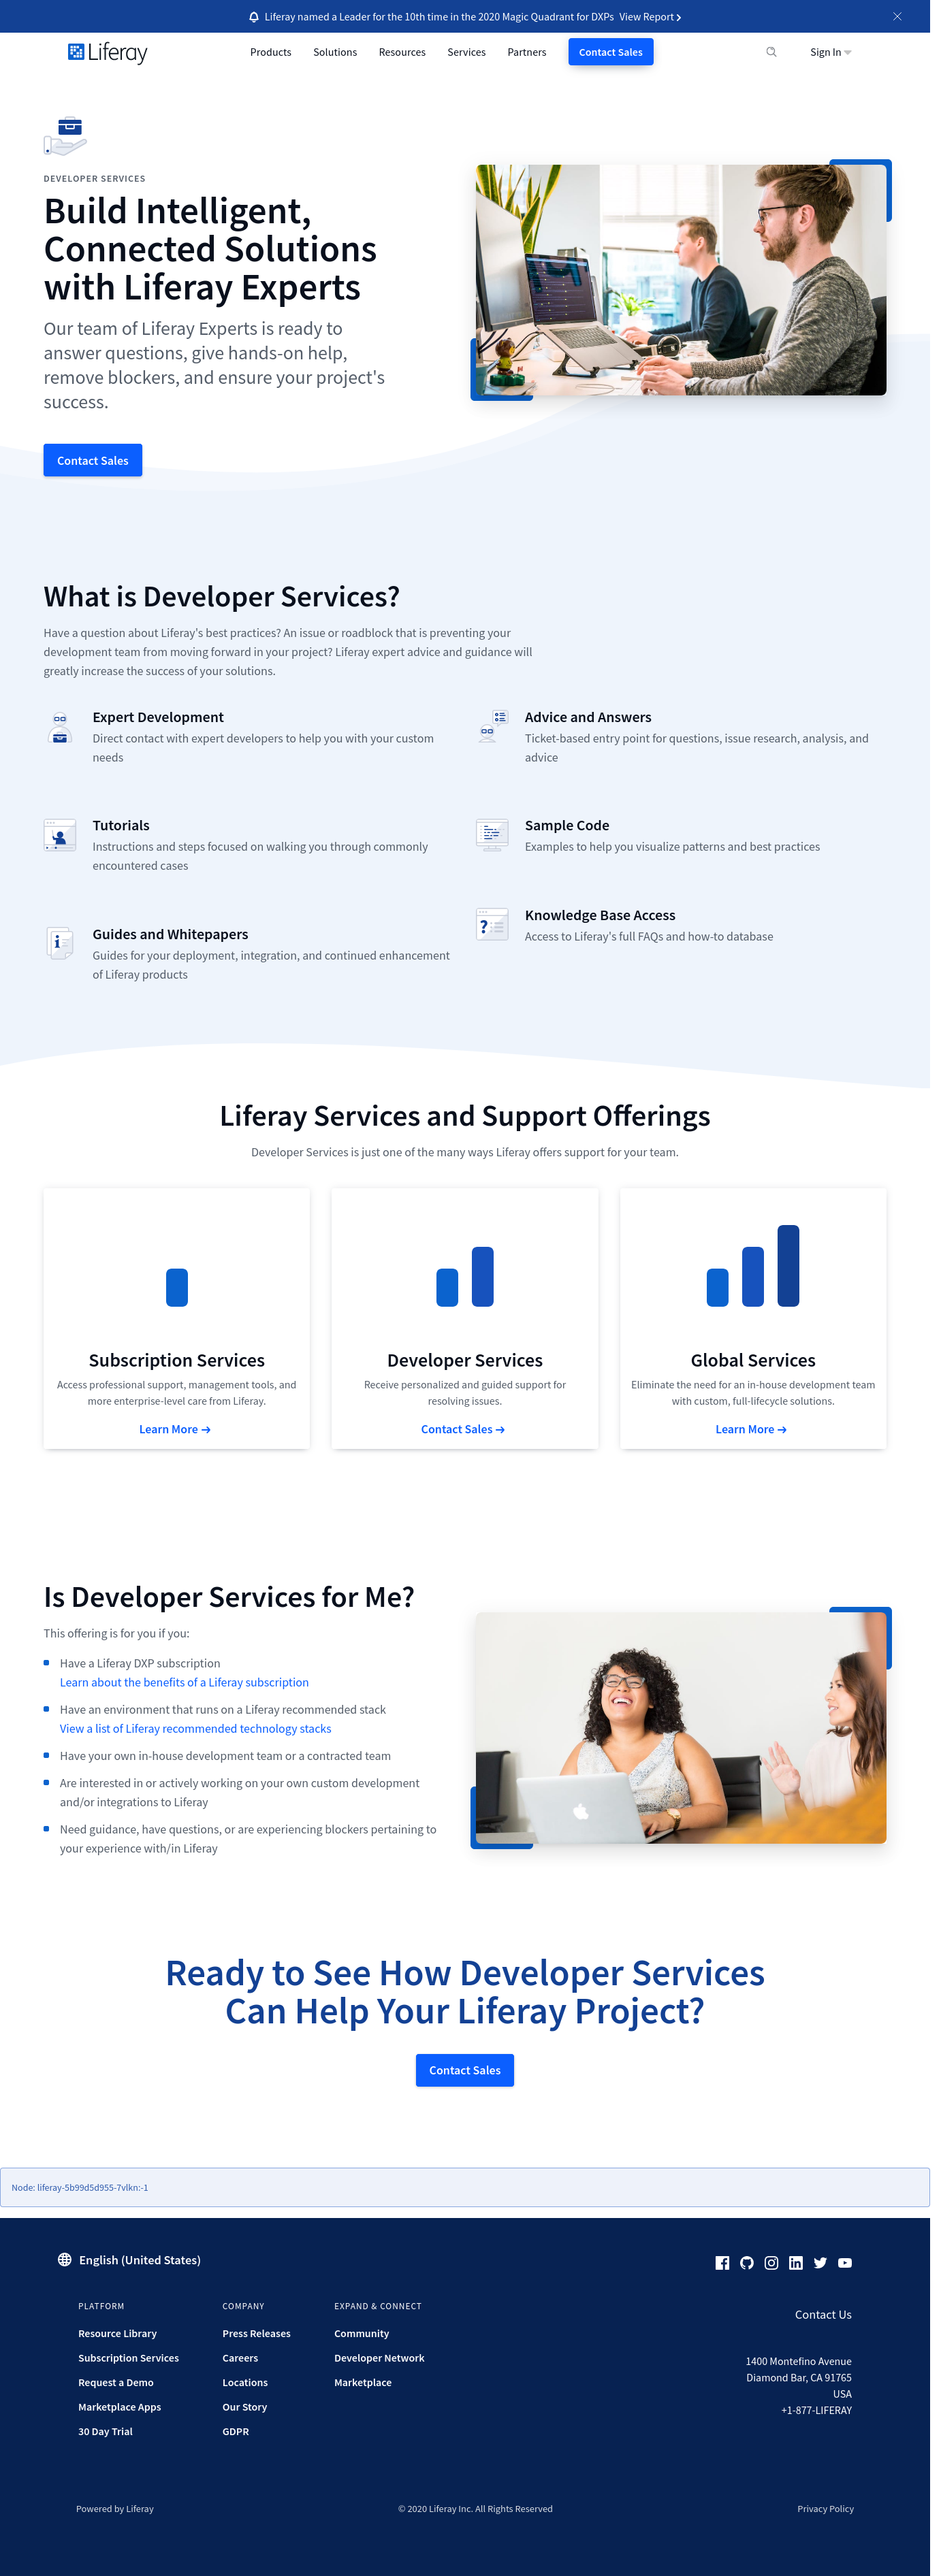 Liferay named a Leader for the 10th time in the 2020 Magic Quadrant for DXPs View Report
Liferay
Products Solutions Resources Services Partners Contact Sales Sign In
DEVELOPER SERVICES
Build Intelligent,
Connected Solutions
with Liferay Experts
Our team of Liferay Experts is ready to
answer questions, give hands-on help,
remove blockers, and ensure your project's
success.
Contact Sales
What is Developer Services?
Have a question about Liferay's best practices? An issue or roadblock that is preventing your
development team from moving forward in your project? Liferay expert advice and guidance will
greatly increase the success of your solutions.
Expert Development
Direct contact with expert developers to help you with your custom
needs
Advice and Answers
Ticket-based entry point for questions, issue research, analysis, and
advice
Tutorials
Instructions and steps focused on walking you through commonly
encountered cases
Sample Code
Examples to help you visualize patterns and best practices
Guides and Whitepapers
Guides for your deployment, integration, and continued enhancement
of Liferay products
Knowledge Base Access
Access to Liferay's full FAQs and how-to database
Liferay Services and Support Offerings
Developer Services is just one of the many ways Liferay offers support for your team.
Subscription Services
Access professional support, management tools, and
more enterprise-level care from Liferay.
Learn More →
Developer Services
Receive personalized and guided support for
resolving issues.
Contact Sales →
Global Services
Eliminate the need for an in-house development team
with custom, full-lifecycle solutions.
Learn More →
Is Developer Services for Me?
This offering is for you if you:
Have a Liferay DXP subscription
Learn about the benefits of a Liferay subscription
Have an environment that runs on a Liferay recommended stack
View a list of Liferay recommended technology stacks
Have your own in-house development team or a contracted team
Are interested in or actively working on your own custom development
and/or integrations to Liferay
Need guidance, have questions, or are experiencing blockers pertaining to
your experience with/in Liferay
Ready to See How Developer Services
Can Help Your Liferay Project?
Contact Sales
Node: liferay-5b99d5d955-7vlkn:-1
English (United States)
PLATFORM
Resource Library
Subscription Services
Request a Demo
Marketplace Apps
30 Day Trial
COMPANY
Press Releases
Careers
Locations
Our Story
GDPR
EXPAND & CONNECT
Community
Developer Network
Marketplace
Contact Us
1400 Montefino Avenue
Diamond Bar, CA 91765
USA
+1-877-LIFERAY
Powered by Liferay
© 2020 Liferay Inc. All Rights Reserved
Privacy Policy